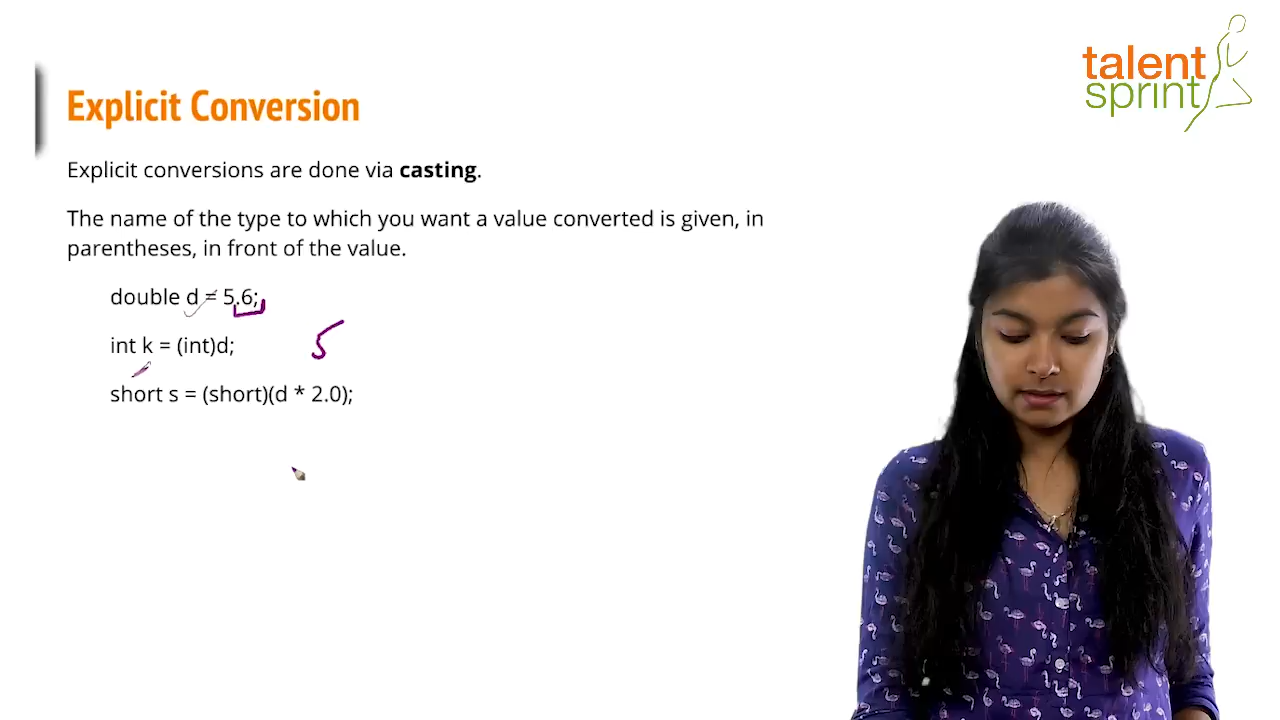 talent
sprint
Explicit Conversion
Explicit conversions are done via casting.
The name of the type to which you want a value converted is given, in
parentheses, in front of the value.
double d = 5.6;
int k = (int)d;
5
short s = (short)(d * 2.0);